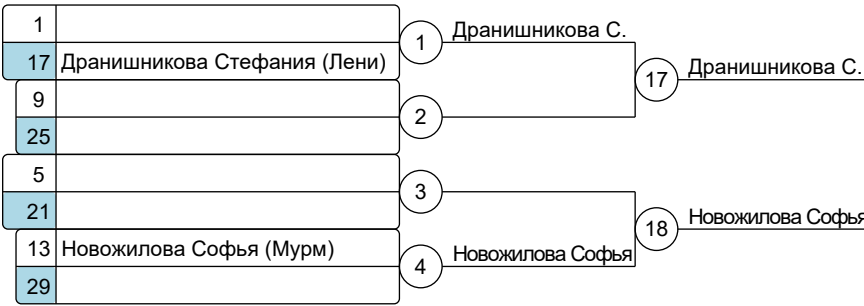 1
17 Дранишникова Стефания (Лени)
1 Дранишникова С.
9
25
2
17 Дранишникова С.
5
21
3
13 Новожилова Софья (Мурм)
29
4 Новожилова Софья
18 Новожилова Софья